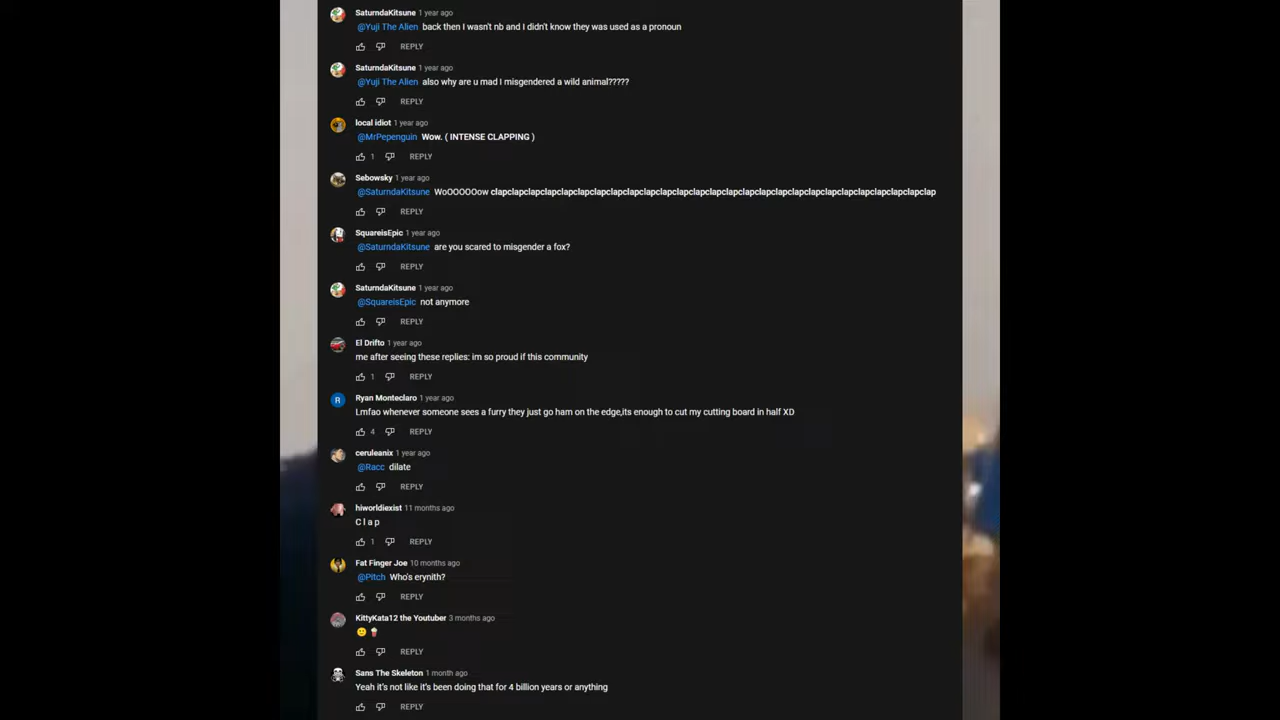 SaturndaKitsune 1 year ago
@Yuji The Alien back then I wasn't nb and I didn't know they was used as a pronoun
REPLY
SaturndaKitsune 1 year ago
@Yuji The Alien also why are u mad I misgendered a wild animal?????
REPLY
local idiot 1 year ago
@MrPepenguin Wow. ( INTENSE CLAPPING )
1 REPLY
Sebowsky 1 year ago
@SaturndaKitsune WoOOOOOow clapclapclapclapclapclapclapclapclapclapclapclapclapclapclapclapclapclapclapclapclapclapclapclapclapclapclap
REPLY
SquareisEpic 1 year ago
@SaturndaKitsune are you scared to misgender a fox?
REPLY
SaturndaKitsune 1 year ago
@SquareisEpic not anymore
REPLY
El Drifto 1 year ago
me after seeing these replies: im so proud if this community
1 REPLY
R
Ryan Monteclaro 1 year ago
Lmfao whenever someone sees a furry they just go ham on the edge,its enough to cut my cutting board in half XD
4 REPLY
ceruleanix 1 year ago
@Racc dilate
REPLY
hiworldiexist 11 months ago
C l a p
1 REPLY
Fat Finger Joe 10 months ago
@Pitch Who's erynith?
REPLY
KittyKata12 the Youtuber 3 months ago
REPLY
Sans The Skeleton 1 month ago
Yeah it's not like it's been doing that for 4 billion years or anything
REPLY